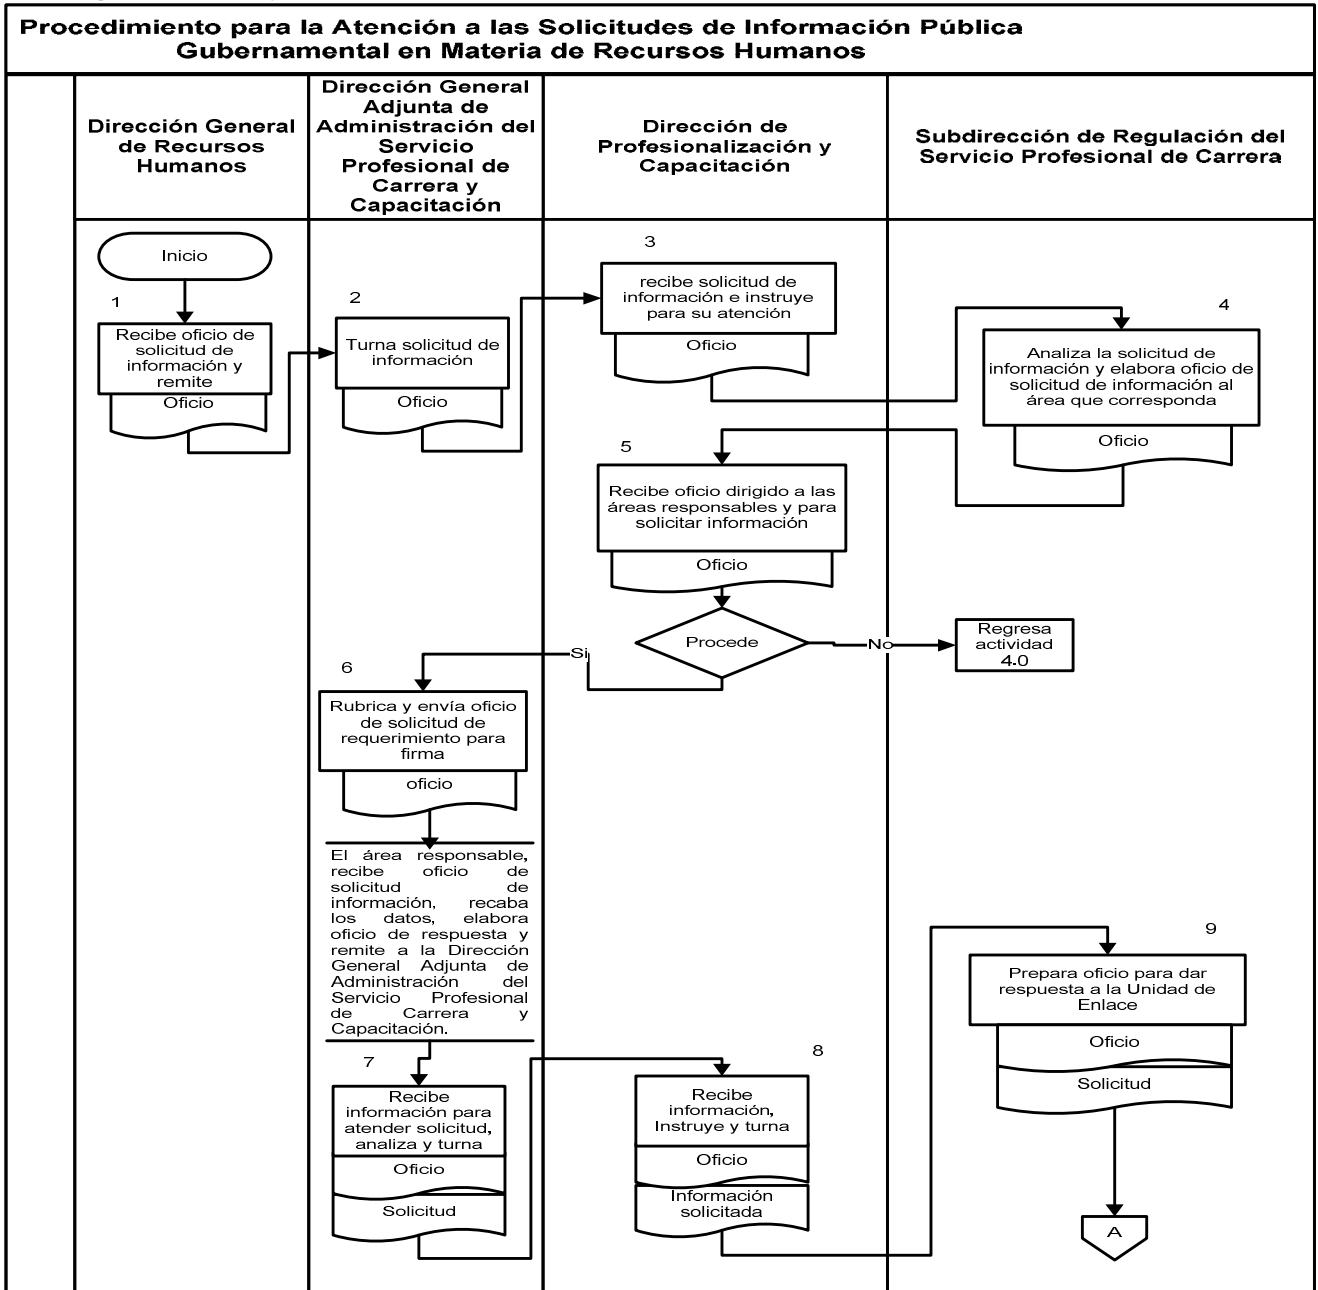 Procedimiento para la Atención a las Solicitudes de Información Pública
Gubernamental en Materia de Recursos Humanos
Dirección General
de Recursos
Humanos
Dirección General
Adjunta de
Administración del
Servicio
Profesional de
Carrera y
Capacitación
Dirección de
Profesionalización y
Capacitación
Subdirección de Regulación del
Servicio Profesional de Carrera
Inicio
1
Recibe oficio de
solicitud de
información y
remite
Oficio
2
Turna solicitud de
información
Oficio
3
recibe solicitud de
información e instruye
para su atención
Oficio
4
Analiza la solicitud de
información y elabora oficio de
solicitud de información al
área que corresponda
Oficio
5
Recibe oficio dirigido a las
áreas responsables y para
solicitar información
Oficio
Procede
No
Regresa
actividad
4.0
Si
6
Rubrica y envía oficio
de solicitud de
requerimiento para
firma
oficio
El área responsable,
recibe oficio de
solicitud de
información, recaba
los datos, elabora
oficio de respuesta y
remite a la Dirección
General Adjunta de
Administración del
Servicio Profesional
de Carrera y
Capacitación.
7
Recibe
información para
atender solicitud,
analiza y turna
Oficio
Solicitud
8
Recibe
información,
Instruye y turna
Oficio
Información
solicitada
9
Prepara oficio para dar
respuesta a la Unidad de
Enlace
Oficio
Solicitud
A